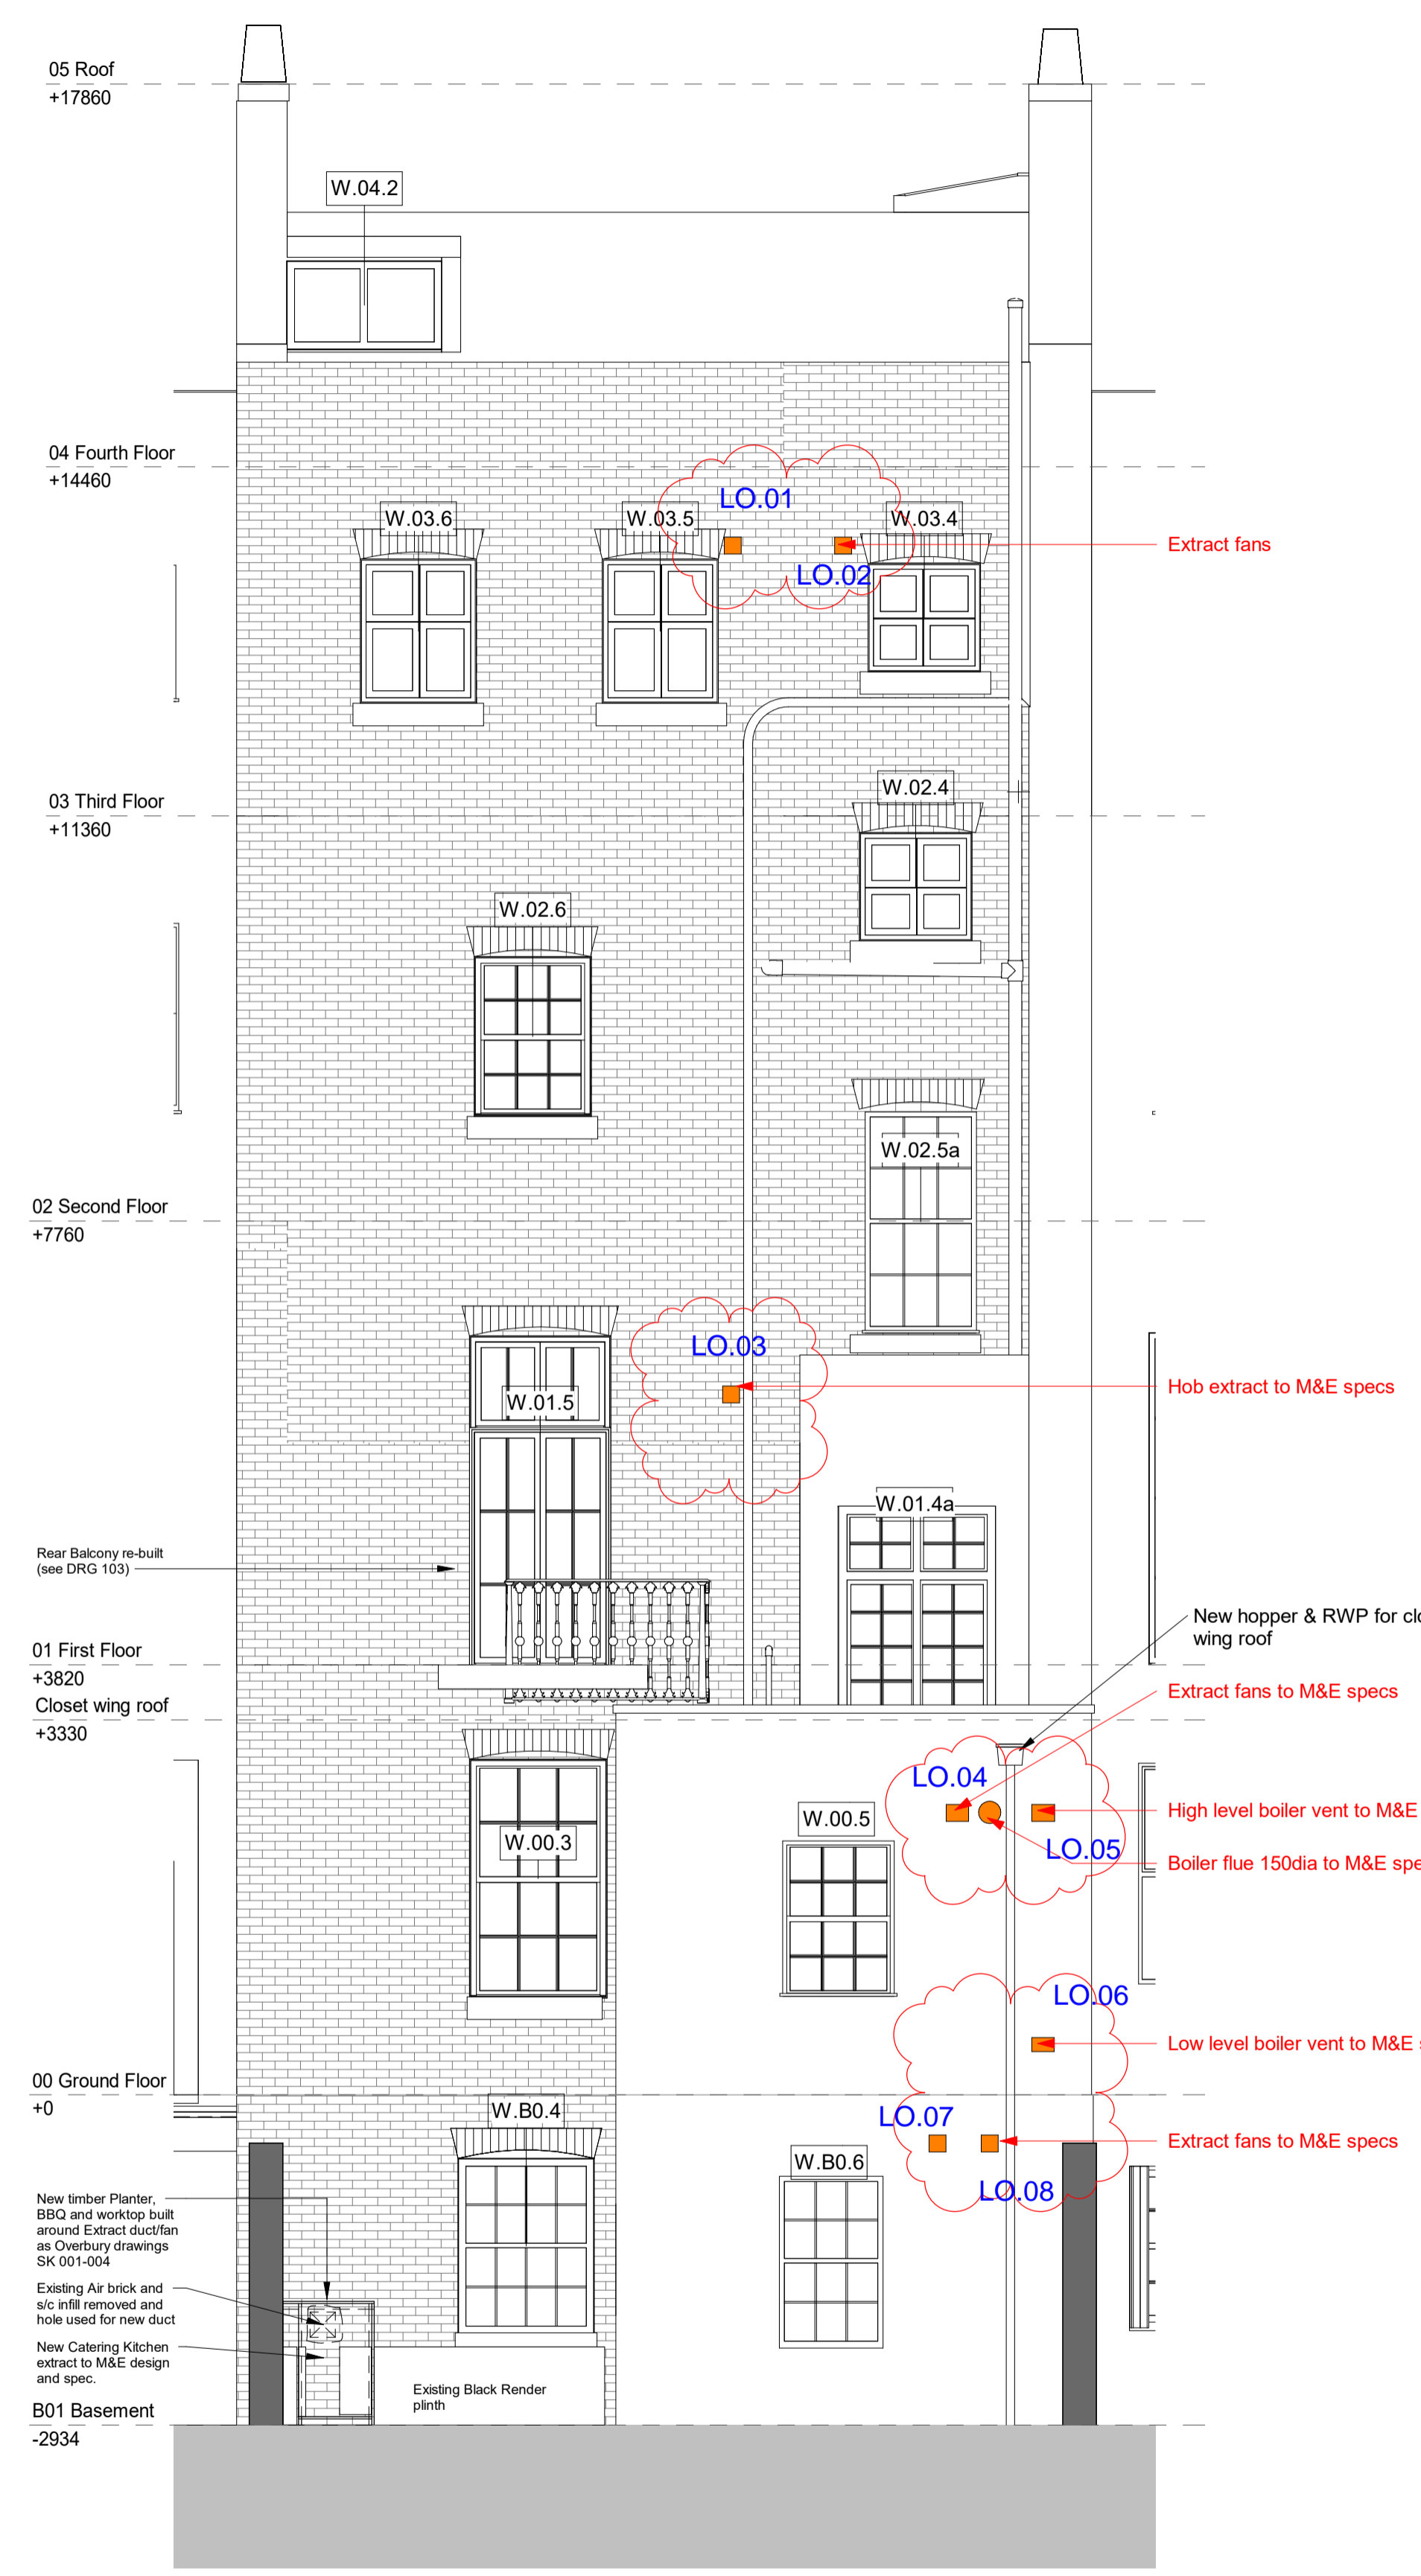 05 Roof
+17860
W.04.2
04 Fourth Floor
+14460
LO.01
W.03.6
W.03.5
W.03.4
Extract fans
LO.02
W.02.4
03 Third Floor
+11360
W.02.6
W.02.5a
02 Second Floor
+7760
LO.03
Hob extract to M&E specs
W.01.5
W.01.4a
Rear Balcony re-built
(see DRG 103)
New hopper & RWP for clo
wing roof
01 First Floor
+3820
Extract fans to M&E specs
Closet wing roof
+3330
LO.04
High level boiler vent to M&E
W.00.5
W.00.3
LO.05
Boiler flue 150dia to M&E spe
LO.06
Low level boiler vent to M&E
00 Ground Floor
+0
W.B0.4
LO.07
Extract fans to M&E specs
W.B0.6
LO.08
New timber Planter,
BBQ and worktop built
around Extract duct/fan
as Overbury drawings
SK 001-004
Existing Air brick and
s/c infill removed and
hole used for new duct
New Catering Kitchen
extract to M&E design
and spec.
Existing Black Render
plinth
B01 Basement
-2934